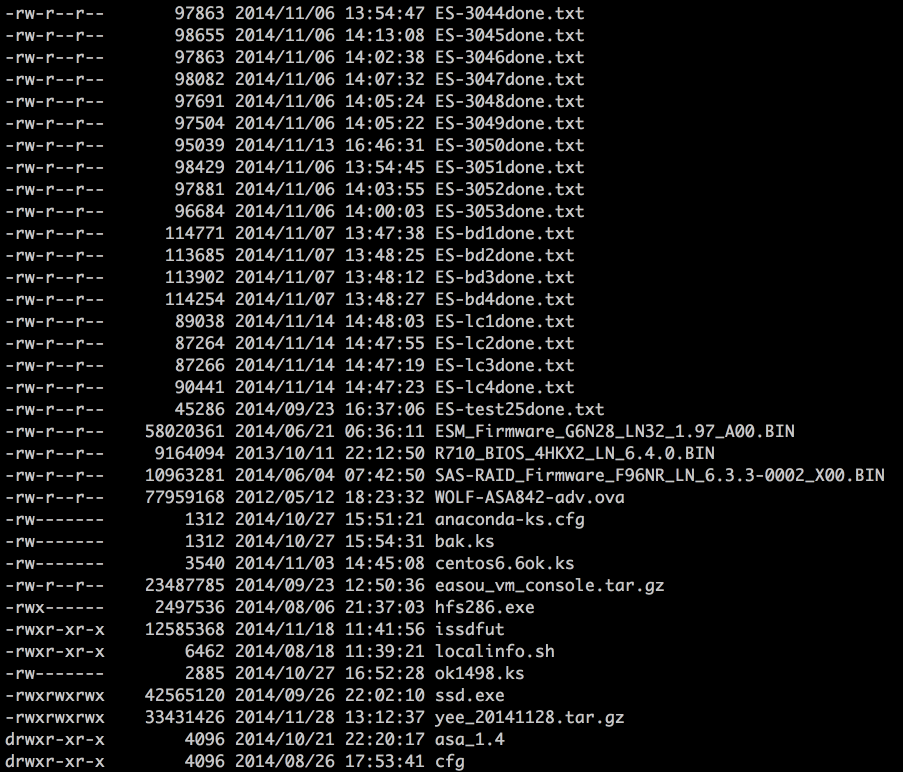 -rw-r--r-- 97863 2014/11/06 13:54:47 ES-3044done.txt
-rw-r--r-- 98655 2014/11/06 14:13:08 ES-3045done.txt
-rw-r--r-- 97863 2014/11/06 14:02:38 ES-3046done.txt
-rw-r--r-- 98082 2014/11/06 14:07:32 ES-3047done.txt
-rw-r--r-- 97691 2014/11/06 14:05:24 ES-3048done.txt
-rw-r--r-- 97504 2014/11/06 14:05:22 ES-3049done.txt
-rw-r--r-- 95039 2014/11/13 16:46:31 ES-3050done.txt
-rw-r--r-- 98429 2014/11/06 13:54:45 ES-3051done.txt
-rw-r--r-- 97881 2014/11/06 14:03:55 ES-3052done.txt
-rw-r--r-- 96684 2014/11/06 14:00:03 ES-3053done.txt
-rw-r--r-- 114771 2014/11/07 13:47:38 ES-bd1done.txt
-rw-r--r-- 113685 2014/11/07 13:48:25 ES-bd2done.txt
-rw-r--r-- 113902 2014/11/07 13:48:12 ES-bd3done.txt
-rw-r--r-- 114254 2014/11/07 13:48:27 ES-bd4done.txt
-rw-r--r-- 89038 2014/11/14 14:48:03 ES-lc1done.txt
-rw-r--r-- 87264 2014/11/14 14:47:55 ES-lc2done.txt
-rw-r--r-- 87266 2014/11/14 14:47:19 ES-lc3done.txt
-rw-r--r-- 90441 2014/11/14 14:47:23 ES-lc4done.txt
-rw-r--r-- 45286 2014/09/23 16:37:06 ES-test25done.txt
-rw-r--r-- 58020361 2014/06/21 06:36:11 ESM_Firmware_G6N28_LN32_1.97_A00.BIN
-rw-r--r-- 9164094 2013/10/11 22:12:50 R710_BIOS_4HKX2_LN_6.4.0.BIN
-rw-r--r-- 10963281 2014/06/04 07:42:50 SAS-RAID_Firmware_F96NR_LN_6.3.3-0002_X00.BIN
-rw-r--r-- 77959168 2012/05/12 18:23:32 WOLF-ASA842-adv.ova
-rw------- 1312 2014/10/27 15:51:21 anaconda-ks.cfg
-rw------- 1312 2014/10/27 15:54:31 bak.ks
-rw------- 3540 2014/11/03 14:45:08 centos6.6ok.ks
-rw-r--r-- 23487785 2014/09/23 12:50:36 easou_vm_console.tar.gz
-rwx------ 2497536 2014/08/06 21:37:03 hfs286.exe
-rwxr-xr-x 12585368 2014/11/18 11:41:56 issdfut
-rwxr-xr-x 6462 2014/08/18 11:39:21 localinfo.sh
-rw------- 2885 2014/10/27 16:52:28 ok1498.ks
-rwxrwxrwx 42565120 2014/09/26 22:02:10 ssd.exe
-rwxrwxrwx 33431426 2014/11/28 13:12:37 yee_20141128.tar.gz
drwxr-xr-x 4096 2014/10/21 22:20:17 asa_1.4
drwxr-xr-x 4096 2014/08/26 17:53:41 cfg